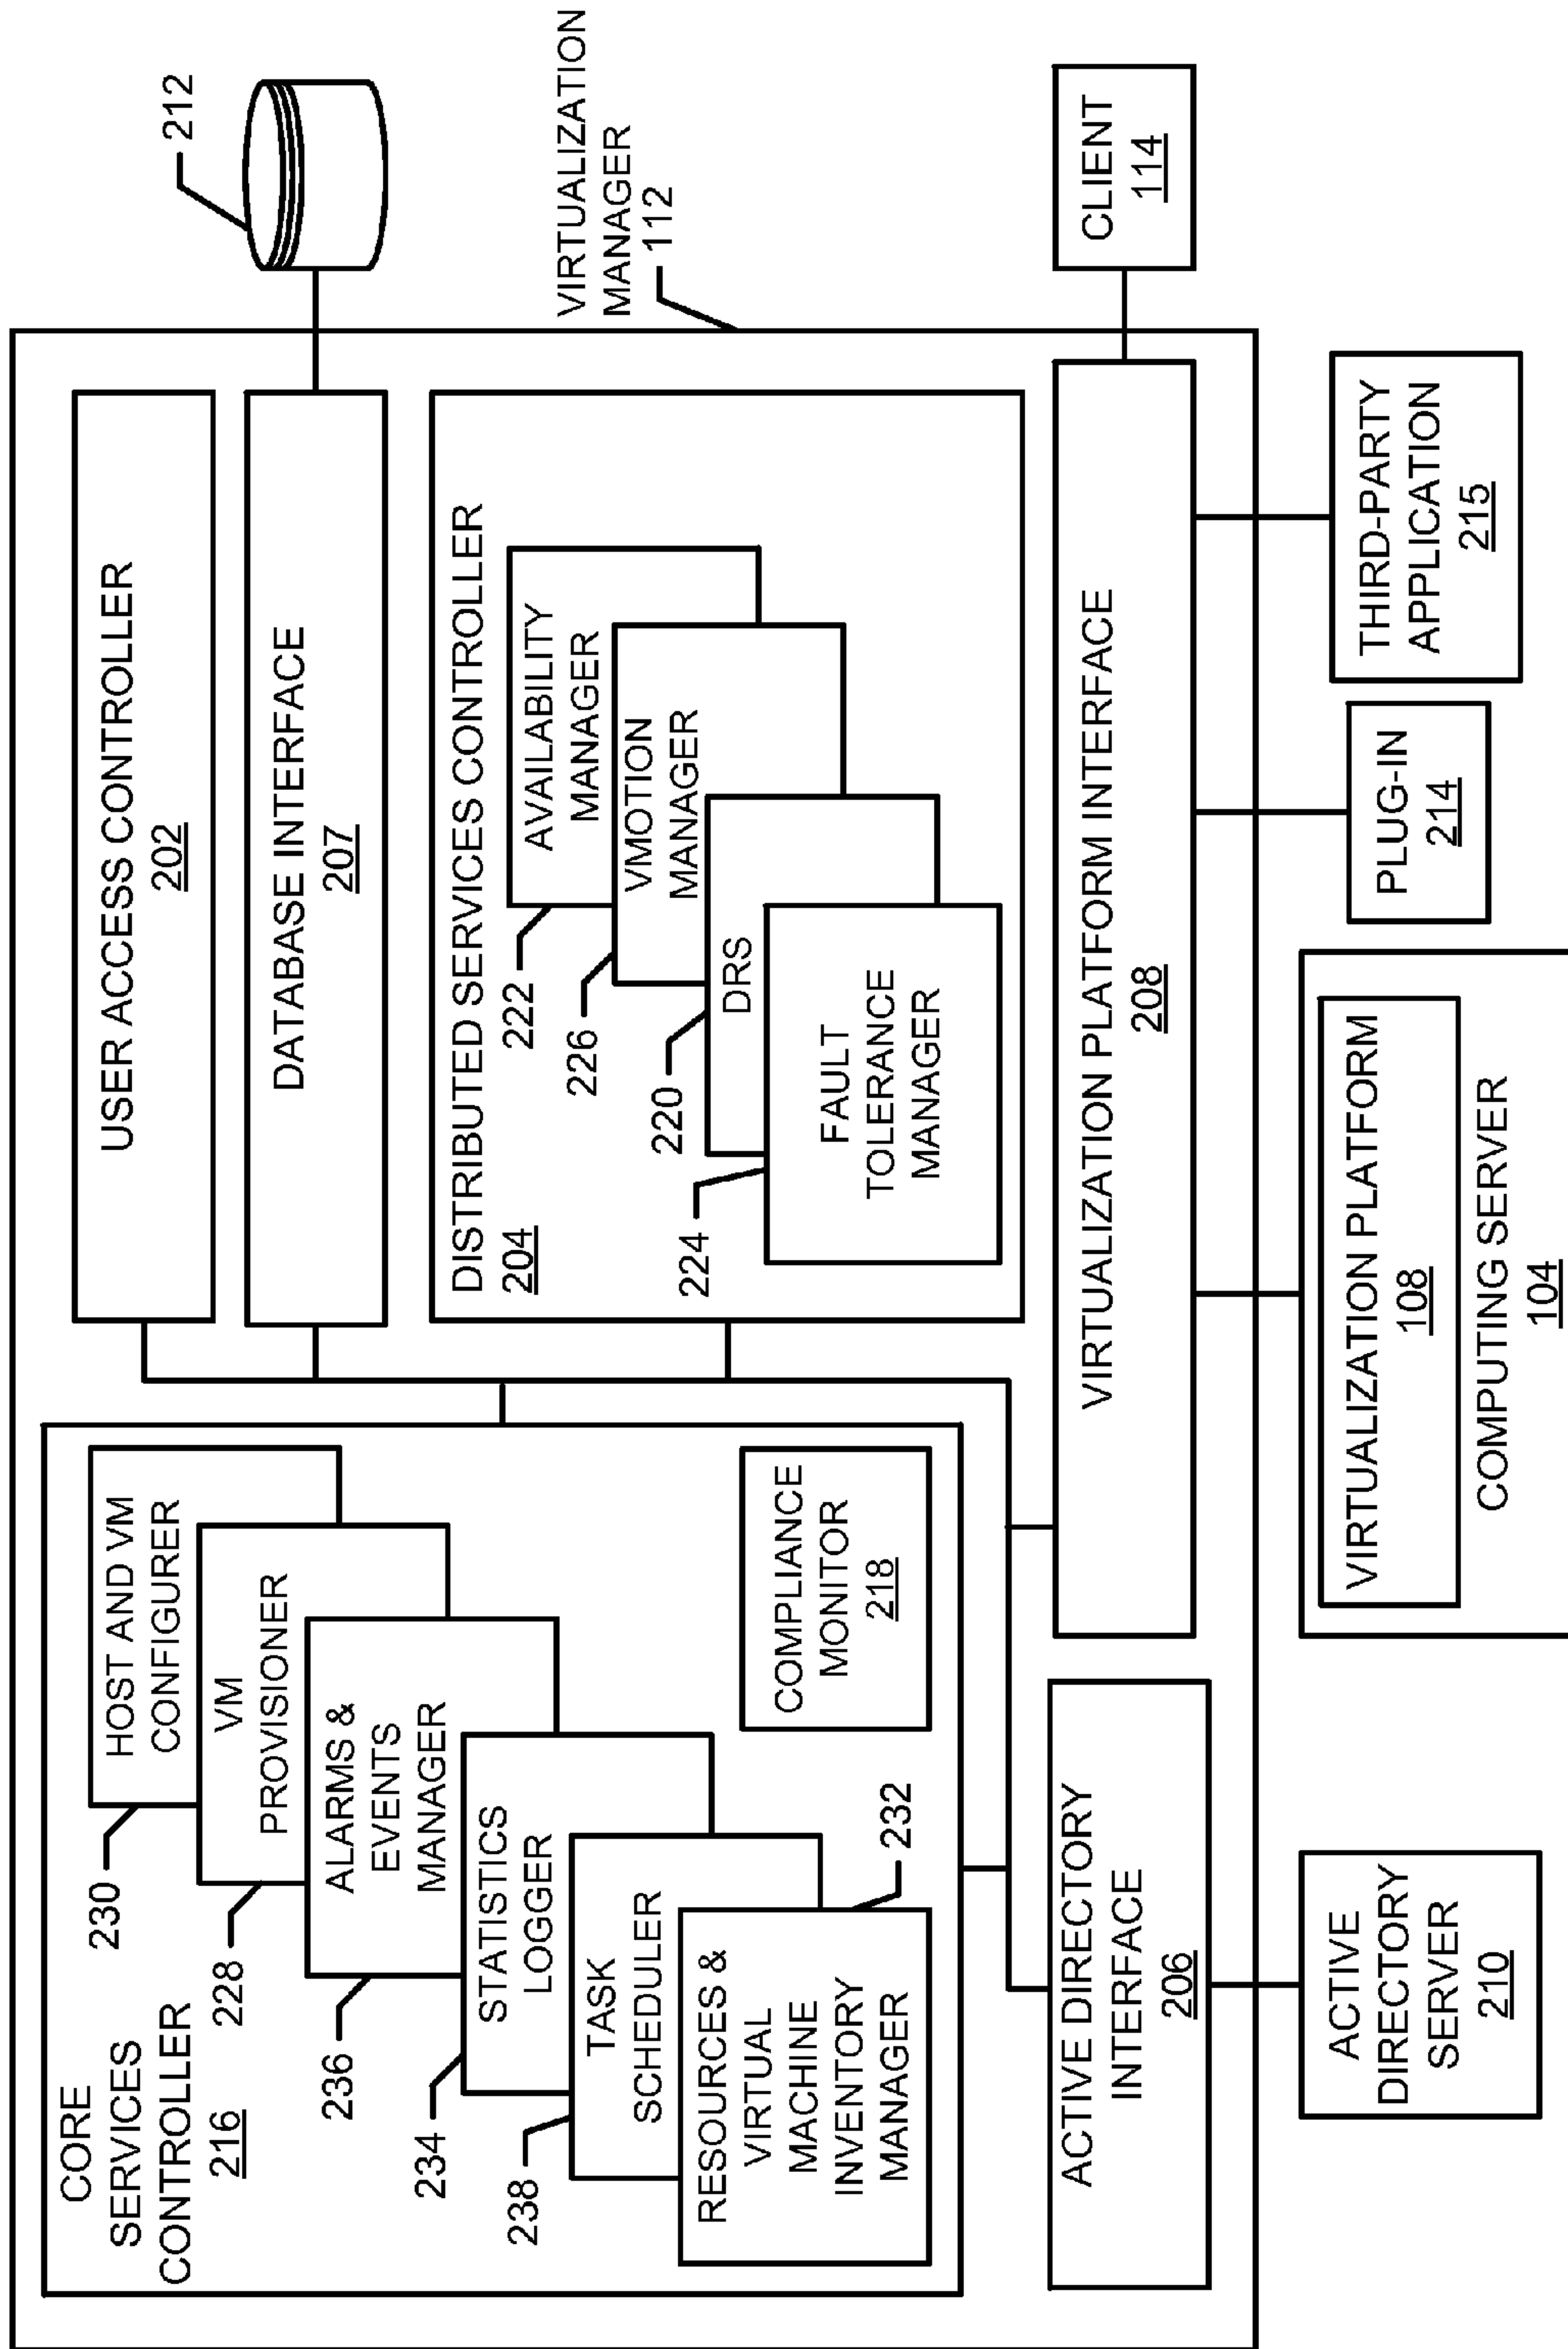 CORE
SERVICES
CONTROLLER
216
230
HOST AND VM
CONFIGURER
228
VM
PROVISIONER
236
ALARMS &
EVENTS
MANAGER
234
STATISTICS
LOGGER
238
TASK
SCHEDULER
RESOURCES &
VIRTUAL
MACHINE
INVENTORY
MANAGER
232
COMPLIANCE
MONITOR
218
USER ACCESS CONTROLLER
202
DATABASE INTERFACE
207
212
VIRTUALIZATION
MANAGER
112
DISTRIBUTED SERVICES CONTROLLER
204
222
AVAILABILITY
MANAGER
226
VMOTION
MANAGER
220
DRS
224
FAULT
TOLERANCE
MANAGER
ACTIVE DIRECTORY
INTERFACE
206
VIRTUALIZATION PLATFORM INTERFACE
208
CLIENT
114
ACTIVE
DIRECTORY
SERVER
210
VIRTUALIZATION PLATFORM
108
COMPUTING SERVER
104
PLUG-IN
214
THIRD-PARTY
APPLICATION
215